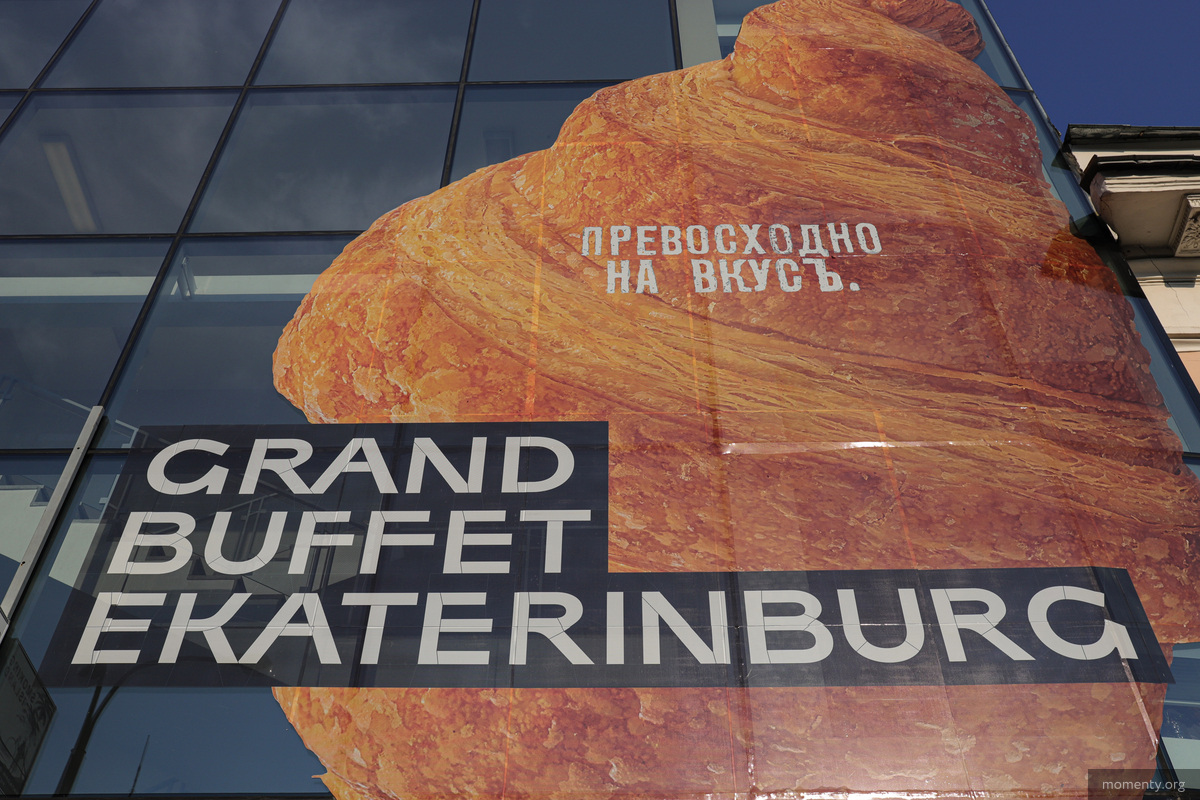 ПРЕВОСХОДНО
НА ВКУСЪ.
GRAND
BUFFET
EKATERINBURG
momenty.org